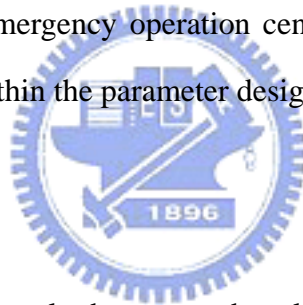 mergency operation cen
thin the parameter desig
1896